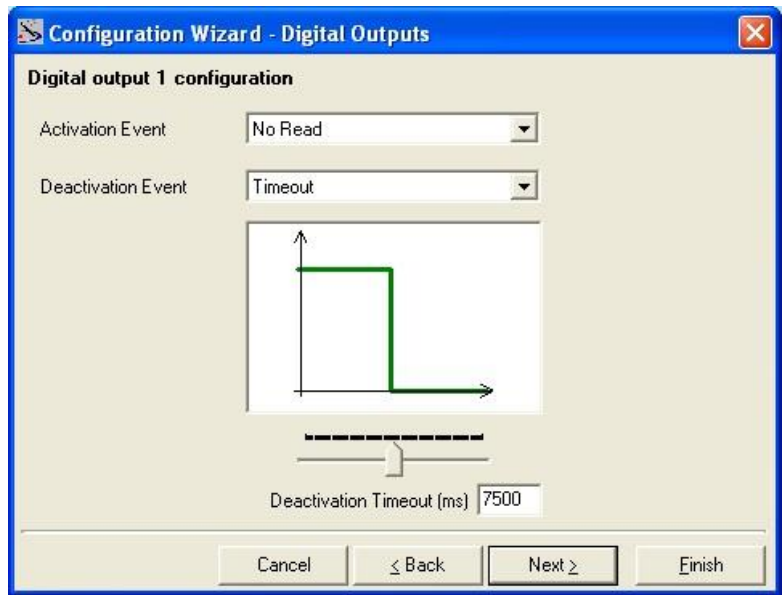 Configuration Wizard - Digital Outputs
Digital output 1 configuration
Activation Event No Read
Deactivation Event Timeout
Deactivation Timeout (ms) 7500
Cancel < Back Next > Finish